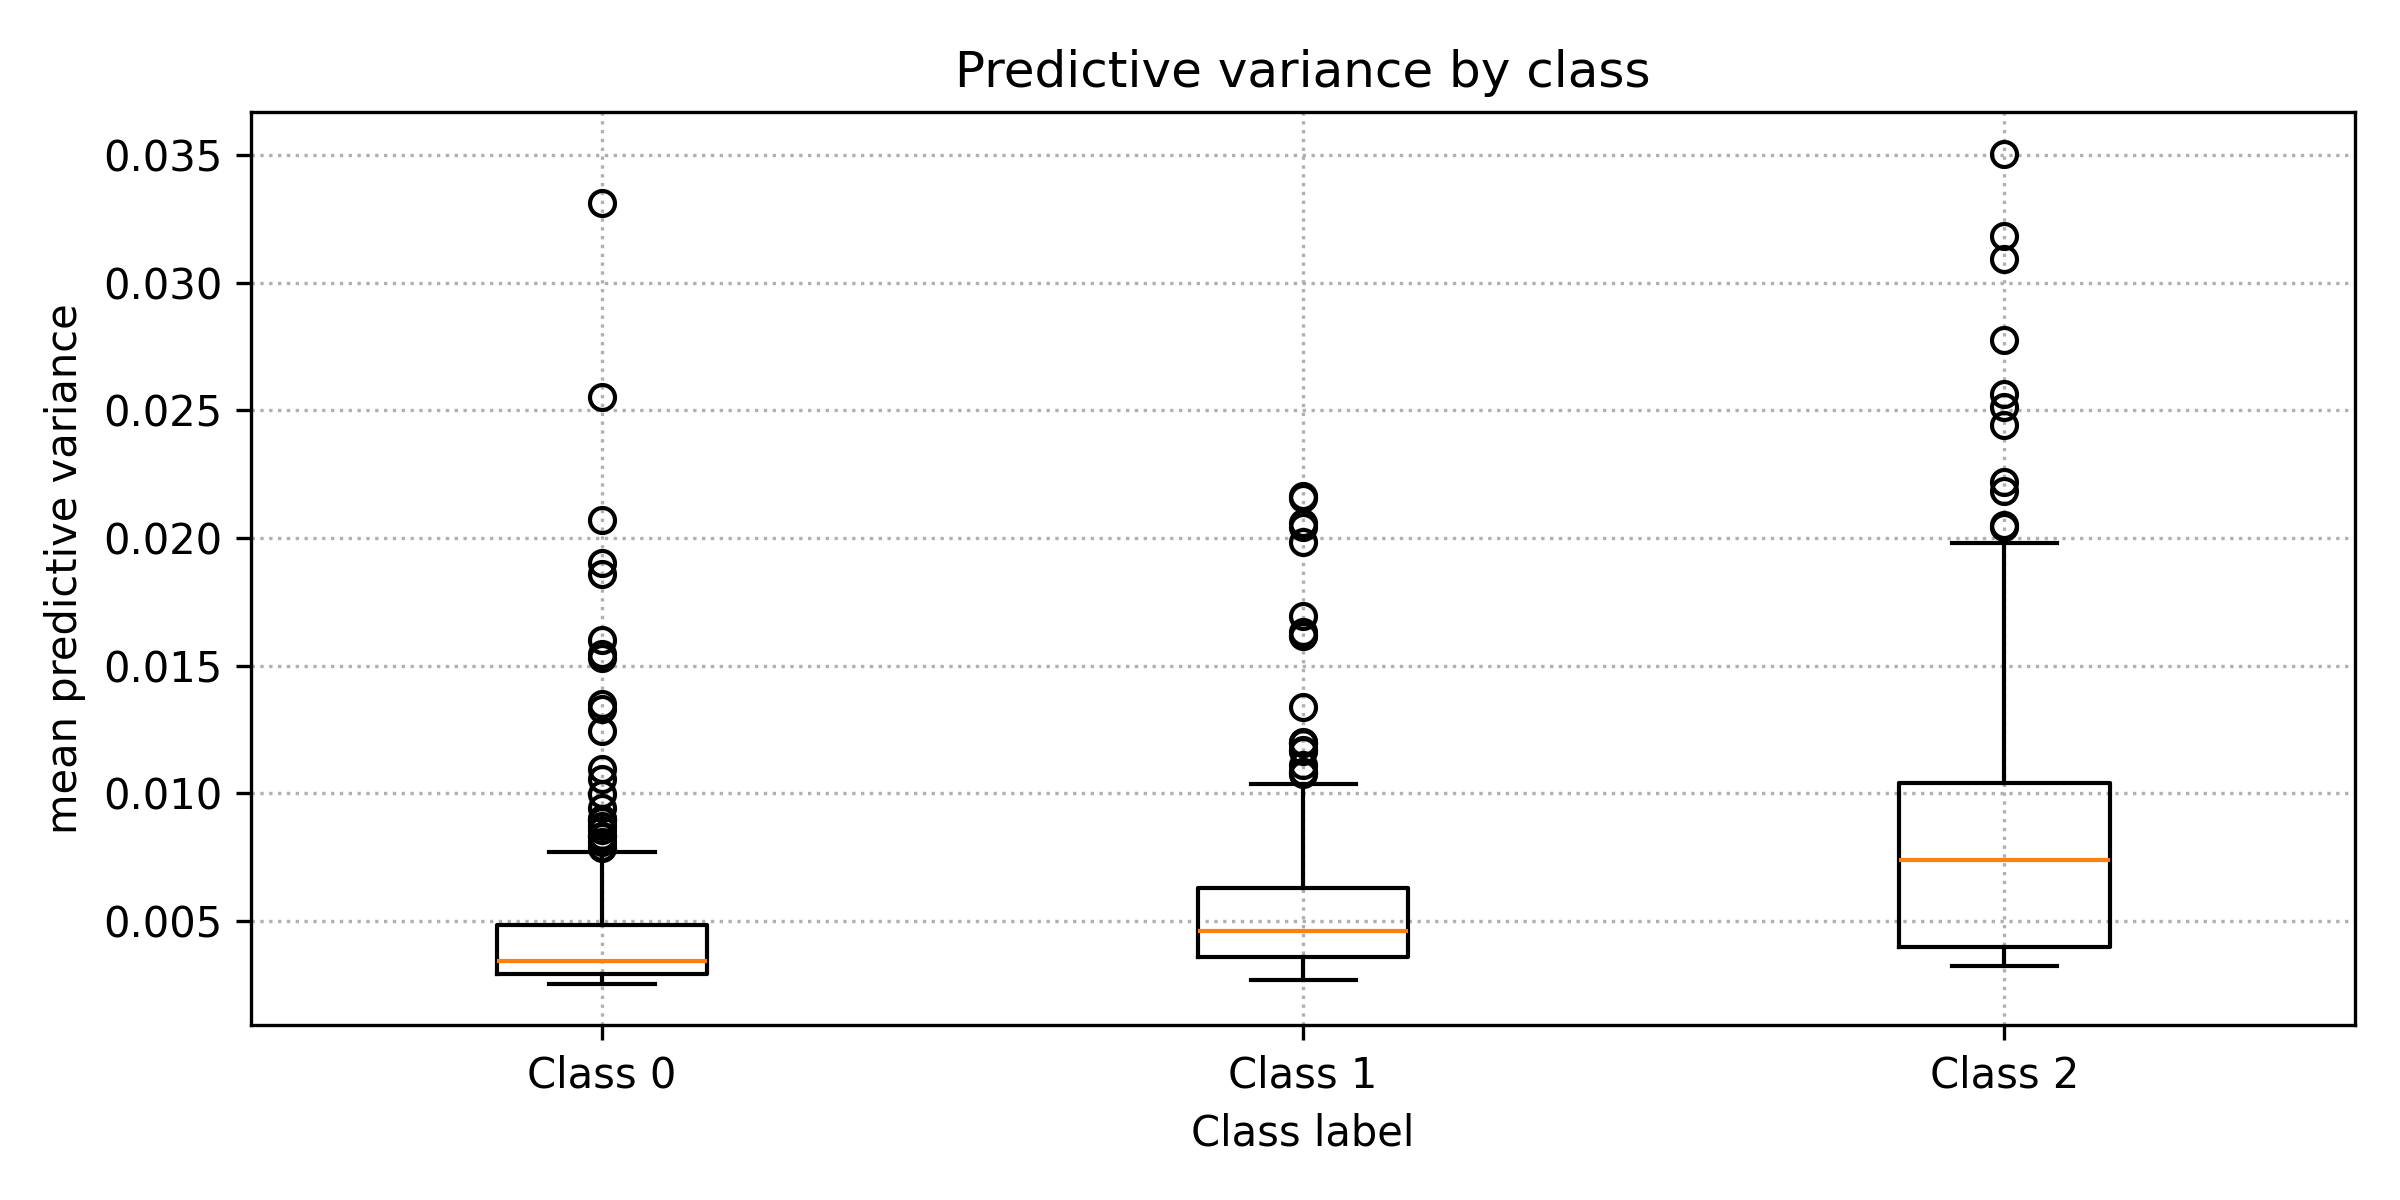 Predictive variance by class
mean predictive variance
0.035
0.030
0.025
0.020
0.015
0.010
0.005
Class 0
Class 1
Class 2
Class label